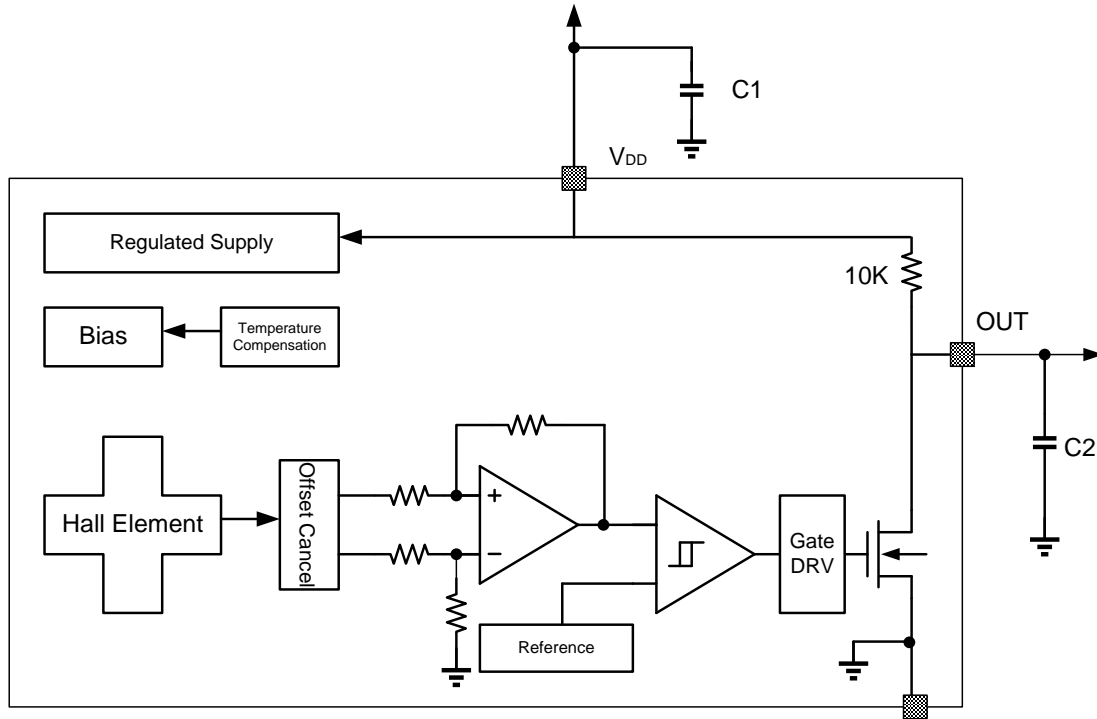 C1
VDD
Regulated Supply
10K
OUT
Bias
Temperature
Compensation
C2
Hall Element
Offset Cancel
+
−
Gate
DRV
Reference